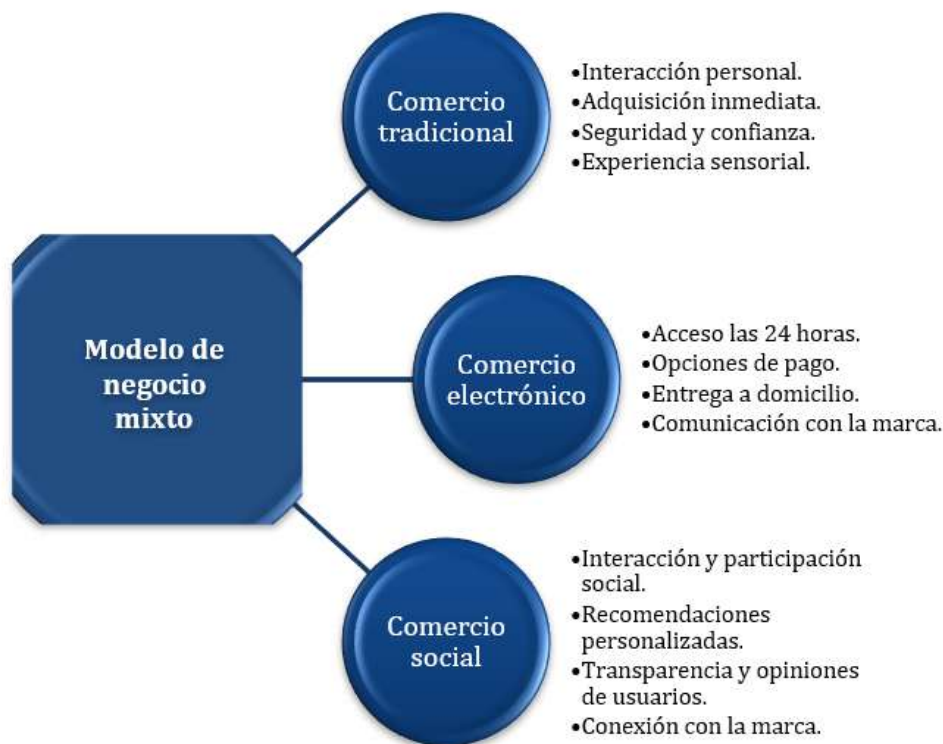 Comercio
tradicional
•Interacción personal.
•Adquisición inmediata.
•Seguridad y confianza.
•Experiencia sensorial.
Modelo de
negocio
mixto
Comercio
electrónico
•Acceso las 24 horas.
•Opciones de pago.
•Entrega a domicilio.
•Comunicación con la marca.
Comercio
social
•Interacción y participación
social.
•Recomendaciones
personalizadas.
•Transparencia y opiniones
de usuarios.
•Conexión con la marca.